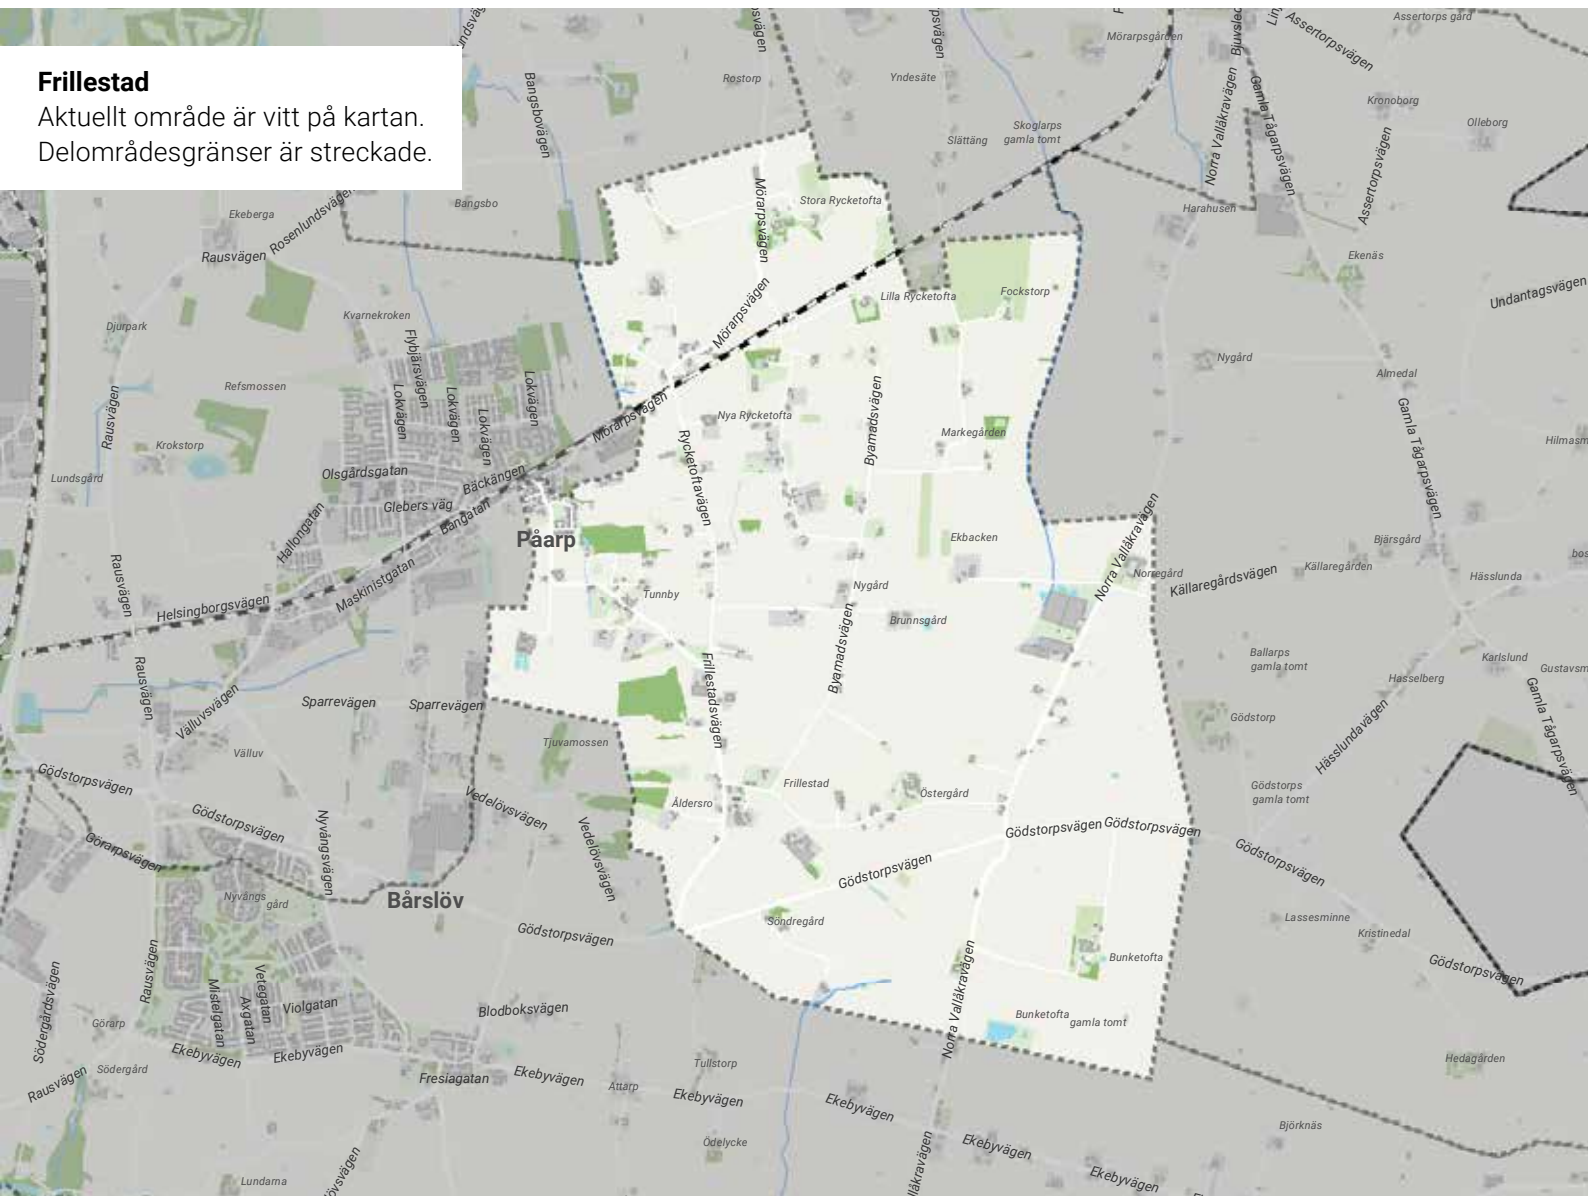 Frillestad
Aktuellt område är vitt på kartan.
Delområdesgränser är streckade.
Assertorps gård
Assertorpsvägen
Mörarpsgården
Rostorp
Yndesäte
Bangsbovägen
Norra Vallåkravägen
Gamla Tågarpsvägen
Kronoborg
Olleborg
Skoglarps
gamla tomt
Slättäng
Assertorpsvägen
Bangsbo
Ekeberga
Rosenlundsvägen
Rausvägen
Mörarpsvägen
Stora Rycketofta
Harahusen
Ekenäs
Undantagsvägen
Lilla Rycketofta
Fockstorp
Kvarnekroken
Djurpark
Mörarpsvägen
Flybjärsvägen
Nygård
Almedal
Refsmossen
Rausvägen
Lokvägen
Lokvägen
Lokvägen
Lokvägen
Mörarpsvägen
Nya Rycketofta
Byamadsvägen
Markegården
Gamla Tågarpsvägen
Krokstorp
Lundsgård
Olsgårdsgatan
Bäckängen
Rycketoftavägen
Glebers väg
Bangatan
Hallongatan
Påarp
Ekbacken
Norra Vallåkravägen
Bjärsgård
Norregård
Källaregårdsvägen
Källaregården
Hässlunda
Maskinistgatan
Rausvägen
Helsingborgsvägen
Tunnby
Nygård
Brunnsgård
Byamadsvägen
Ballarps
gamla tomt
Karlslund
Hasselberg
Rausvägen
Frillestadsvägen
Sparrevägen
Sparrevägen
Välluvsvägen
Gödstorp
Hässlundavägen
Gamla Tågarpsvägen
Välluv
Tjuvamossen
Gödstorpsvägen
Frillestad
Åldersro
Östergård
Gödstorps
gamla tomt
Vedelövsvägen
Vedelövsvägen
Gödstorpsvägen
Nyvångsvägen
Görarpsvägen
Gödstorpsvägen
Gödstorpsvägen
Gödstorpsvägen
Gödstorpsvägen
Nyvångs
gård
Bårslöv
Söndregård
Lassesminne
Kristinedal
Gödstorpsvägen
Gödstorpsvägen
Rausvägen
Bunketofta
Norra Vallåkravägen
Södergårdsvägen
Vetegatan
Mistelgatan
Axgatan
Violgatan
Blodboksvägen
Bunketofta
gamla tomt
Görarp
Ekebyvägen
Ekebyvägen
Tullstorp
Hedagården
Rausvägen
Södergård
Fresiagatan
Ekebyvägen
Attarp
Ekebyvägen
Ekebyvägen
Björknäs
Ödelycke
Ekebyvägen
Ekebyvägen
Lundarna